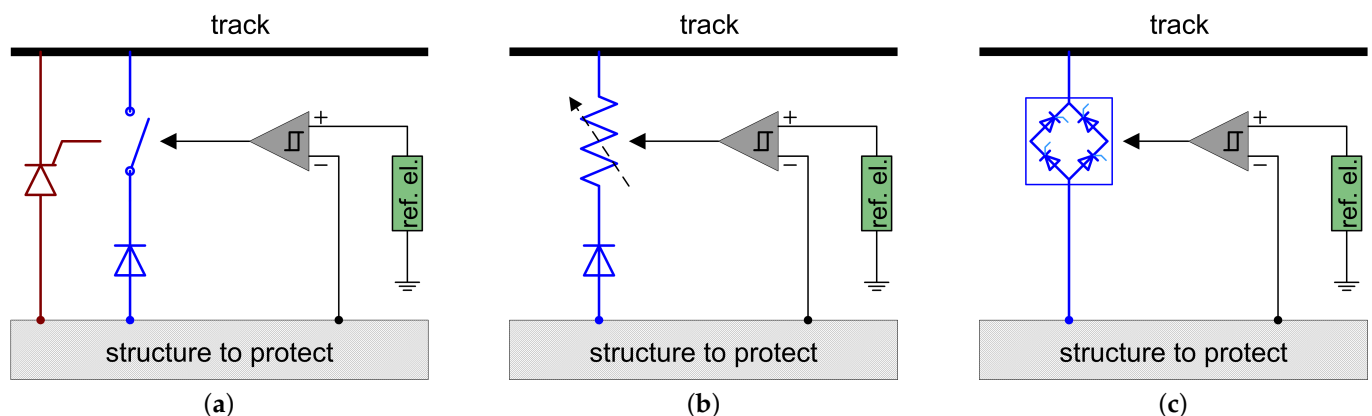 track
+
−
ref. el.
structure to protect
(a)
track
+
−
ref. el.
structure to protect
(b)
track
+
−
ref. el.
structure to protect
(c)